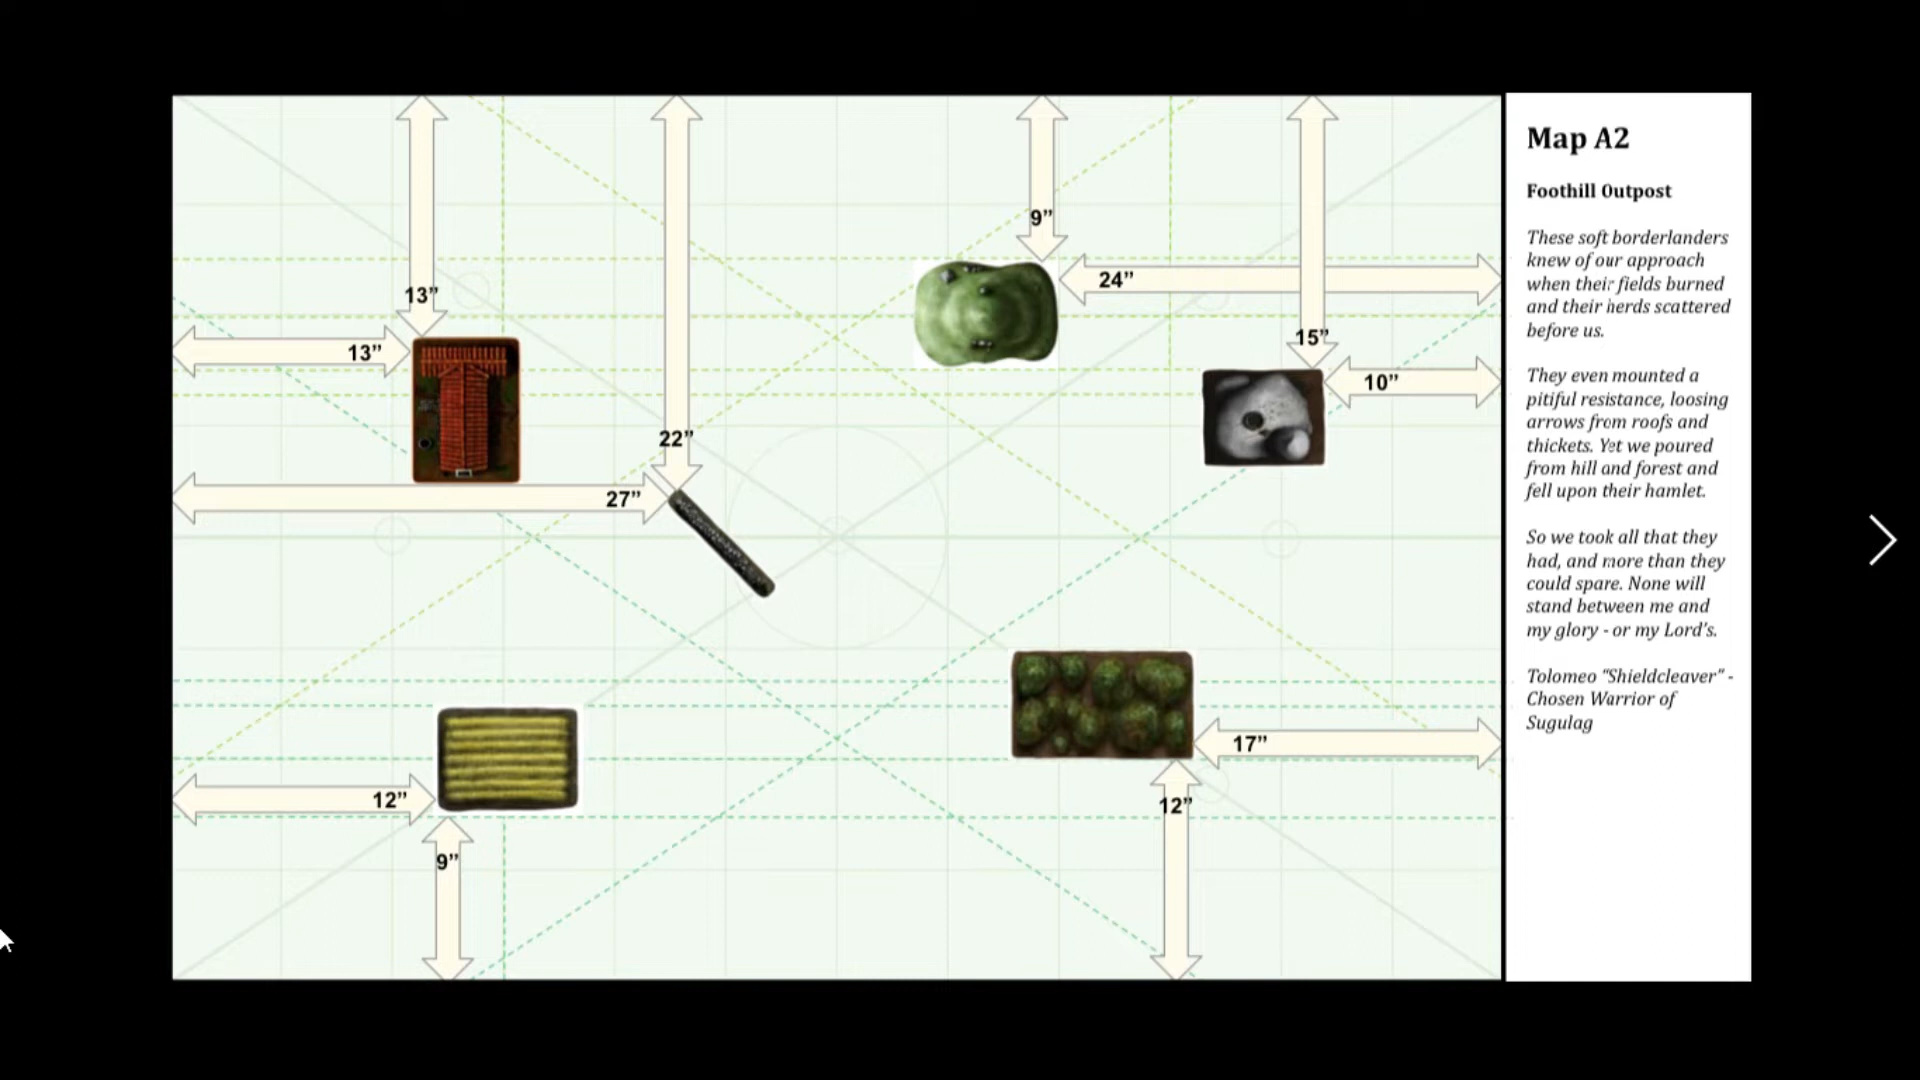 13”
22”
9”
Map A2
Foothill Outpost
These soft borderlanders
knew of our approach
when their fields burned
and their herds scattered
before us.
They even mounted a
pitiful resistance, loosing
arrows from roofs and
thickets. Yet we poured
from hill and forest and
fell upon their hamlet.
So we took all that they
had, and more than they
could spare. None will
stand between me and
my glory - or my Lord’s.
Tolomeo “Shieldcleaver” -
Chosen Warrior of
Sugulag
24”
15”
13”
10”
27”
17”
12”
12”
9”